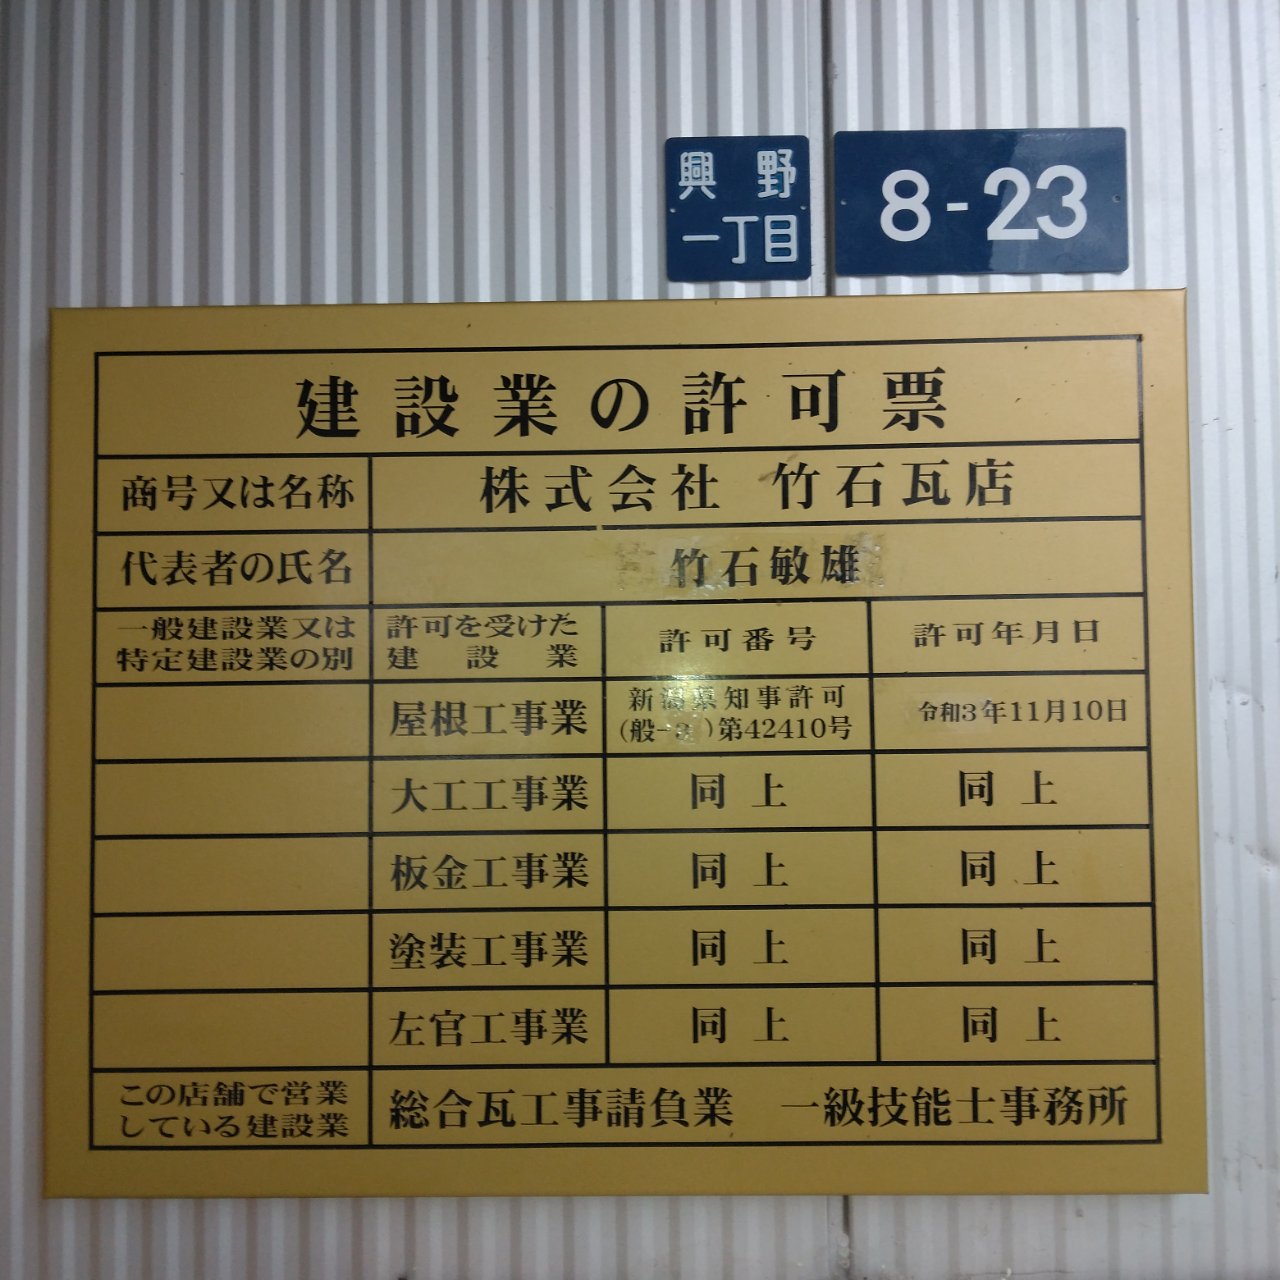 興野
一丁目
8-23
建設業の許可票
商号又は名称
株式会社 竹石瓦店
代表者の氏名
竹石敏雄
一般建設業又は
特定建設業の別
許可を受けた
建設業
許可番号
許可年月日
屋根工事業
新潟県知事許可
(般-3)第42410号
令和3年11月10日
大工工事業
同上
同上
板金工事業
同上
同上
塗装工事業
同上
同上
左官工事業
同上
同上
この店舗で営業
している建設業
総合瓦工事請負業 一級技能士事務所